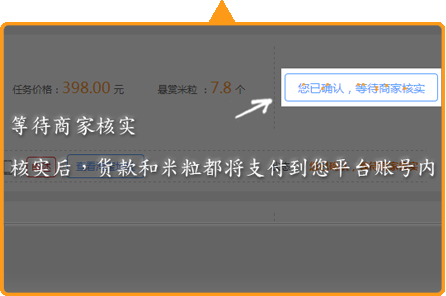 任务价格：398.00 元 悬赏米粒 ：7.8 个
您已确认，等待商家核实
等待商家核实
核实后，货款和米粒都将支付到您平台账号内